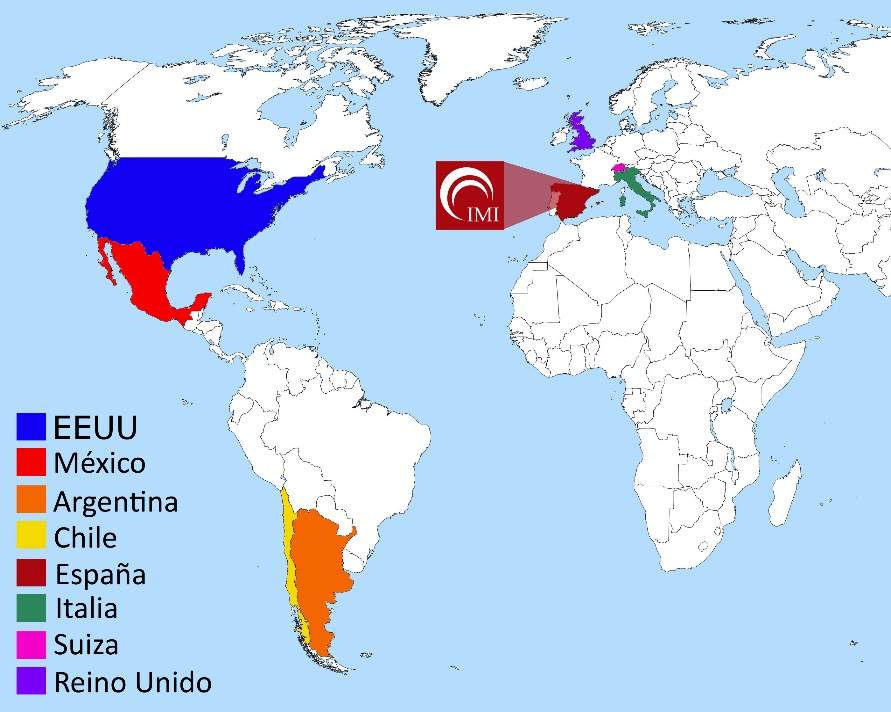 IMI
EEUU
México
Argentina
Chile
España
Italia
Suiza
Reino Unido